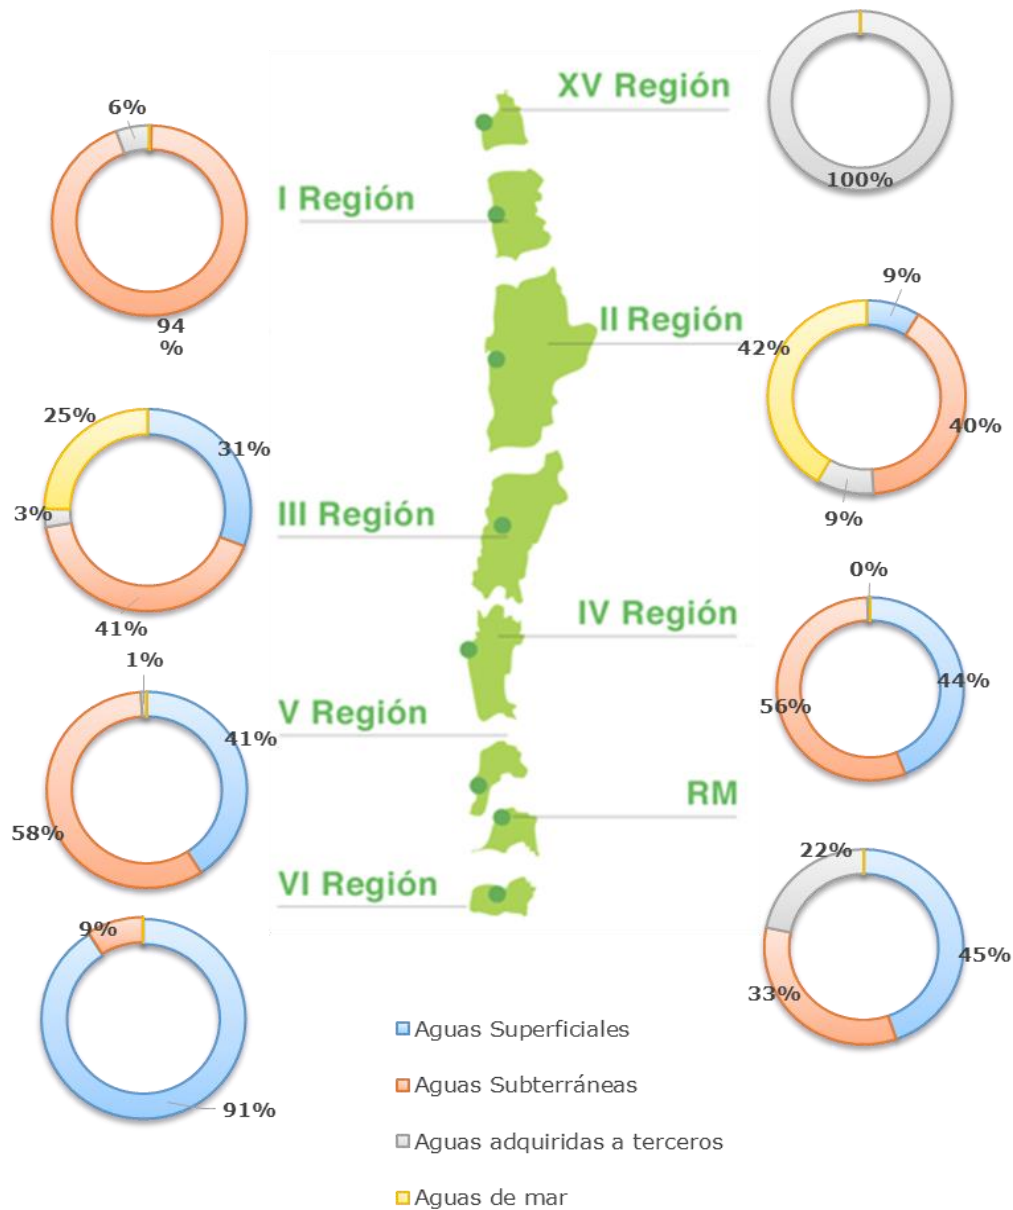 XV Región
100%
6%
94
%
I Región
9%
II Región
42%
40%
9%
25%
31%
3%
41%
III Región
0%
IV Región
44%
56%
1%
41%
58%
V Región
RM
22%
45%
33%
VI Región
9%
91%
Aguas Superficiales
Aguas Subterráneas
Aguas adquiridas a terceros
Aguas de mar